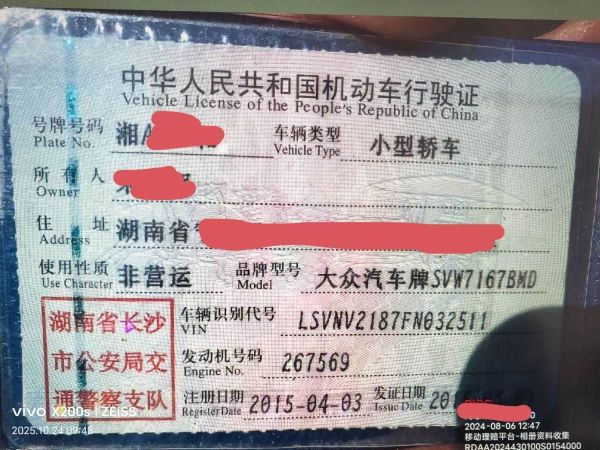 中华人民共和国机动车行驶证
Vehicle License of the People's Republic of China
号牌号码 湘A 车辆类型 小型轿车
Plate No. Vehicle Type
所有人
Owner
住址 湖南省
Address
使用性质 非营运 品牌型号 大众汽车牌SVW7167BMD
Use Character Model
湖南省长沙 车辆识别代号 LSVNV2187FN032511
VIN
市公安局交 发动机号码 267569
Engine No.
通警察支队 注册日期 2015-04-03 发证日期 201
Register Date Issue Date
vivo X200s | ZEISS
2025.10.24 09:48
2024-08-06 12:47
移动理赔平台-相册资料收集
RDAA2024430100S0154000